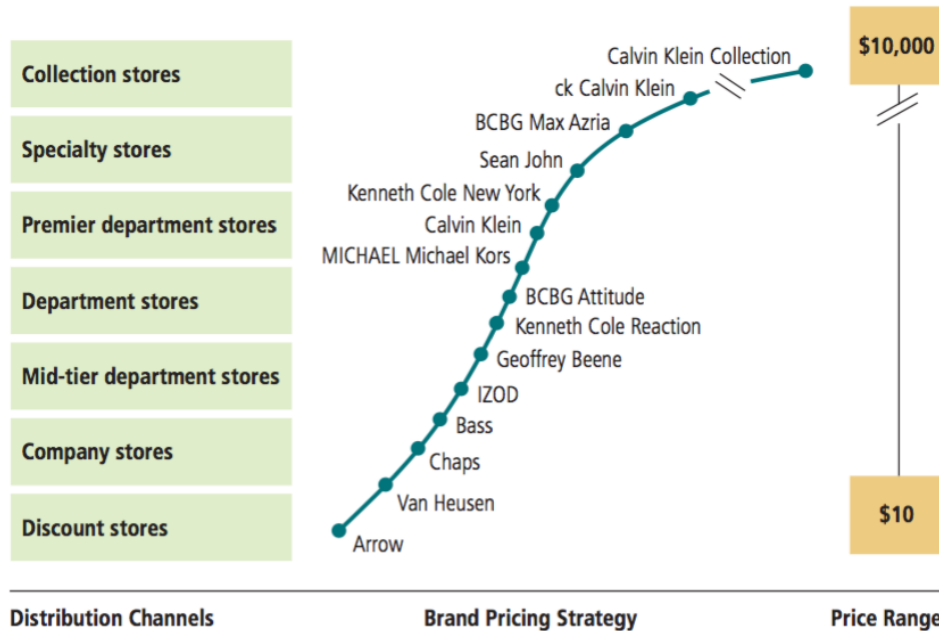 Collection stores
Specialty stores
Premier department stores
Department stores
Mid-tier department stores
Company stores
Discount stores
Distribution Channels
Calvin Klein Collection
ck Calvin Klein
BCBG Max Azria
Sean John
Kenneth Cole New York
Calvin Klein
MICHAEL Michael Kors
BCBG Attitude
Kenneth Cole Reaction
Geoffrey Beene
IZOD
Bass
Chaps
Van Heusen
Arrow
Brand Pricing Strategy
$10,000
$10
Price Range